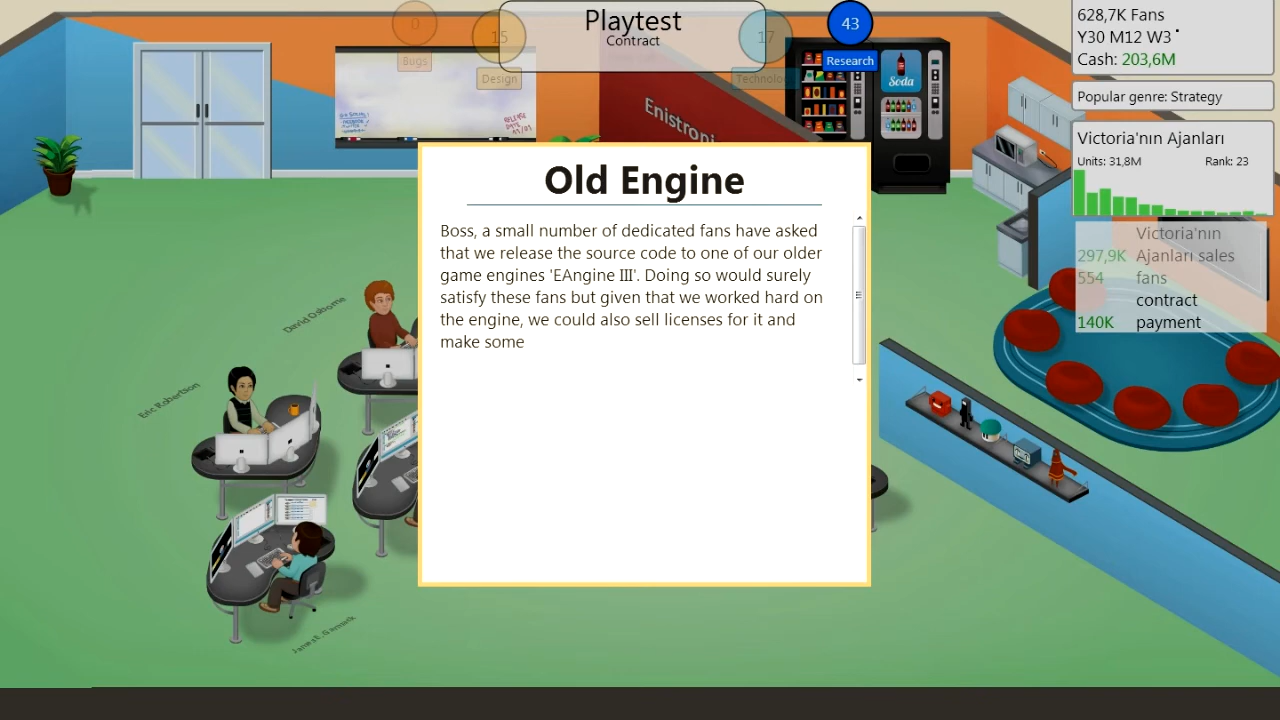 0
Bugs
15
Design
Playtest
Contract
17
43
Research
628,7K Fans
Y30 M12 W3
Cash: 203,6M
Popular genre: Strategy
Victoria'nın Ajanları
Units: 31,8M Rank: 23
Victoria'nın
297,9K Ajanları sales
554 fans
contract
140K payment
Soda
Old Engine
Boss, a small number of dedicated fans have asked
that we release the source code to one of our older
game engines 'EAngine III'. Doing so would surely
satisfy these fans but given that we worked hard on
the engine, we could also sell licenses for it and
make some
David Osborne
Eric Robertson